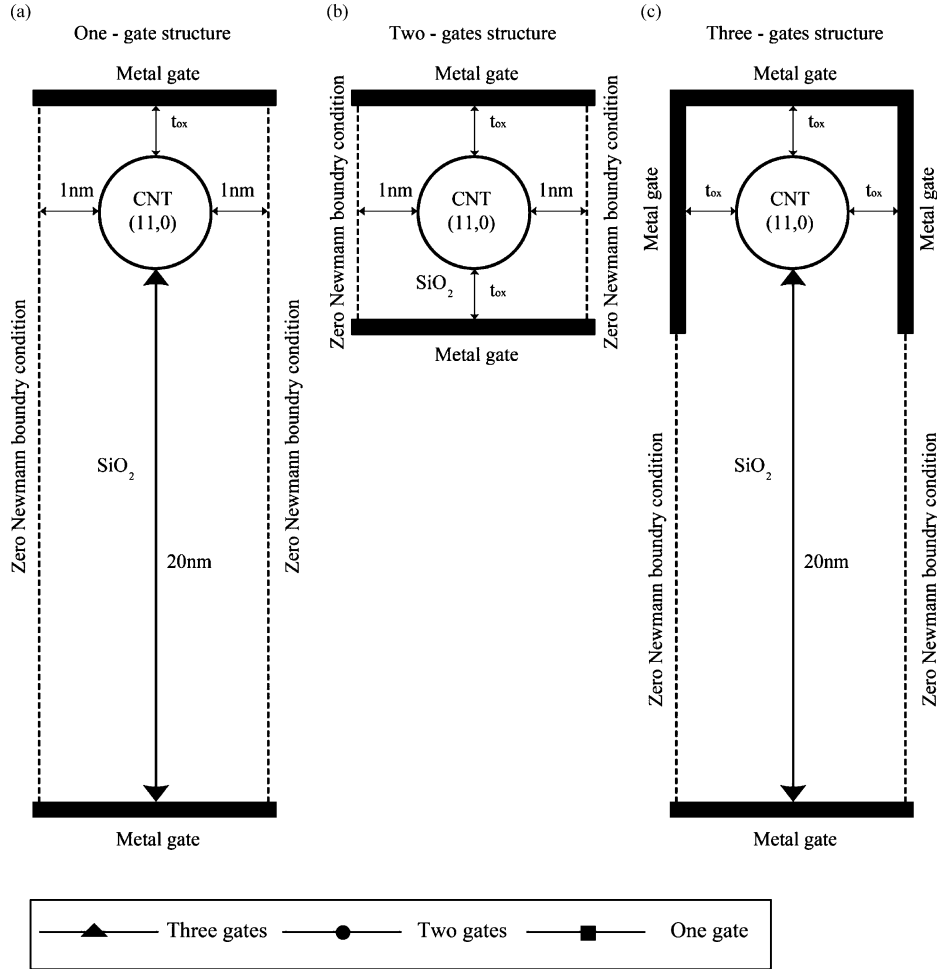 (a)
One - gate structure
Metal gate
tox
1nm
1nm
CNT
(11,0)
Zero Newmann boundry condition
Zero Newmann boundry condition
SiO2
20nm
Metal gate
(b)
Two - gates structure
Metal gate
Zero Newmann boundry condition
Zero Newmann boundry condition
tox
1nm
1nm
CNT
(11,0)
SiO2
tox
Metal gate
(c)
Three - gates structure
Metal gate
Metal gate
Metal gate
tox
tox
tox
CNT
(11,0)
SiO2
20nm
Zero Newmann boundry condition
Zero Newmann boundry condition
Metal gate
Three gates
Two gates
One gate